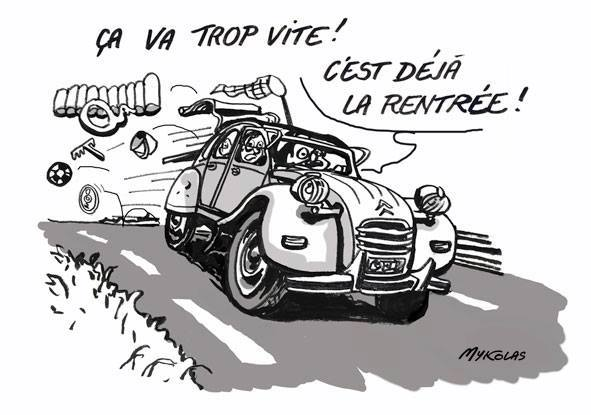 ÇA VA TROP VITE !
C'EST DÉJÀ
LA RENTRÉE !
MYKOLAS